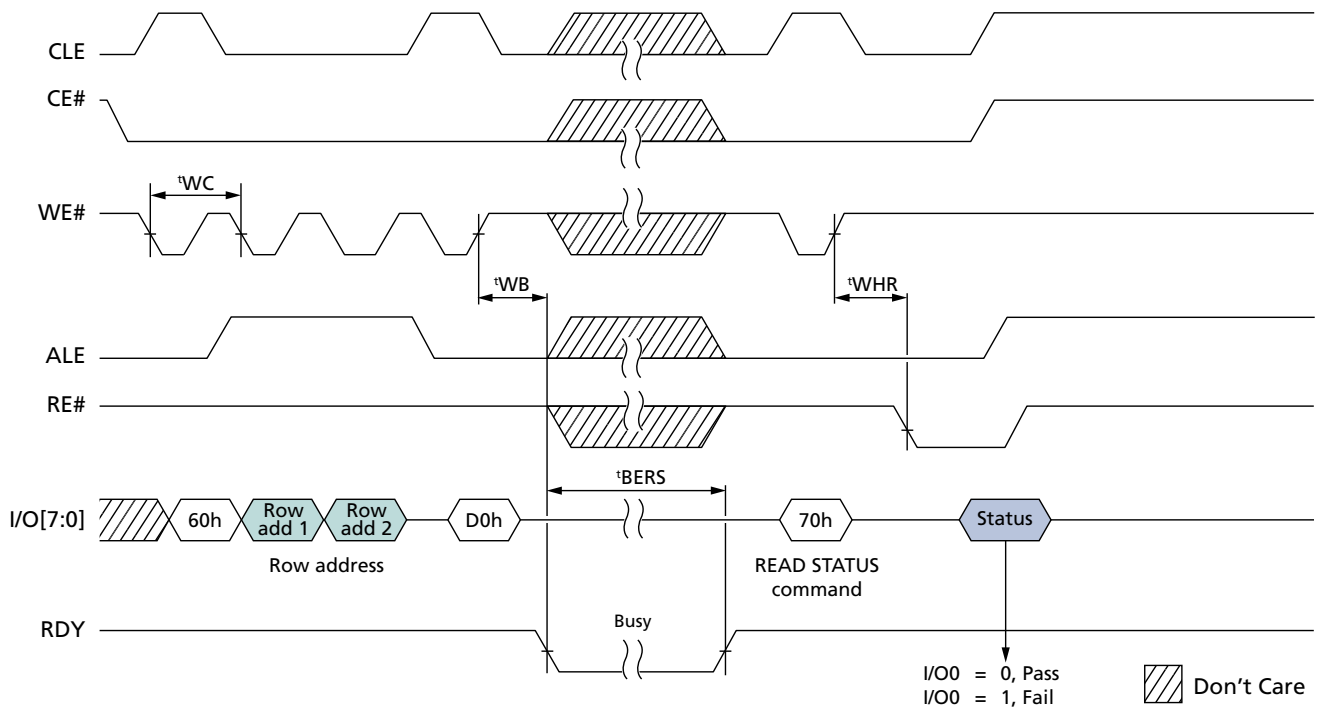 CLE
CE#
tWC
WE#
tWB
tWHR
ALE
RE#
tBERS
I/O[7:0]
60h
Row add 1
Row add 2
D0h
70h
Status
Row address
READ STATUS
command
RDY
Busy
I/O0 = 0, Pass
I/O0 = 1, Fail
Don't Care